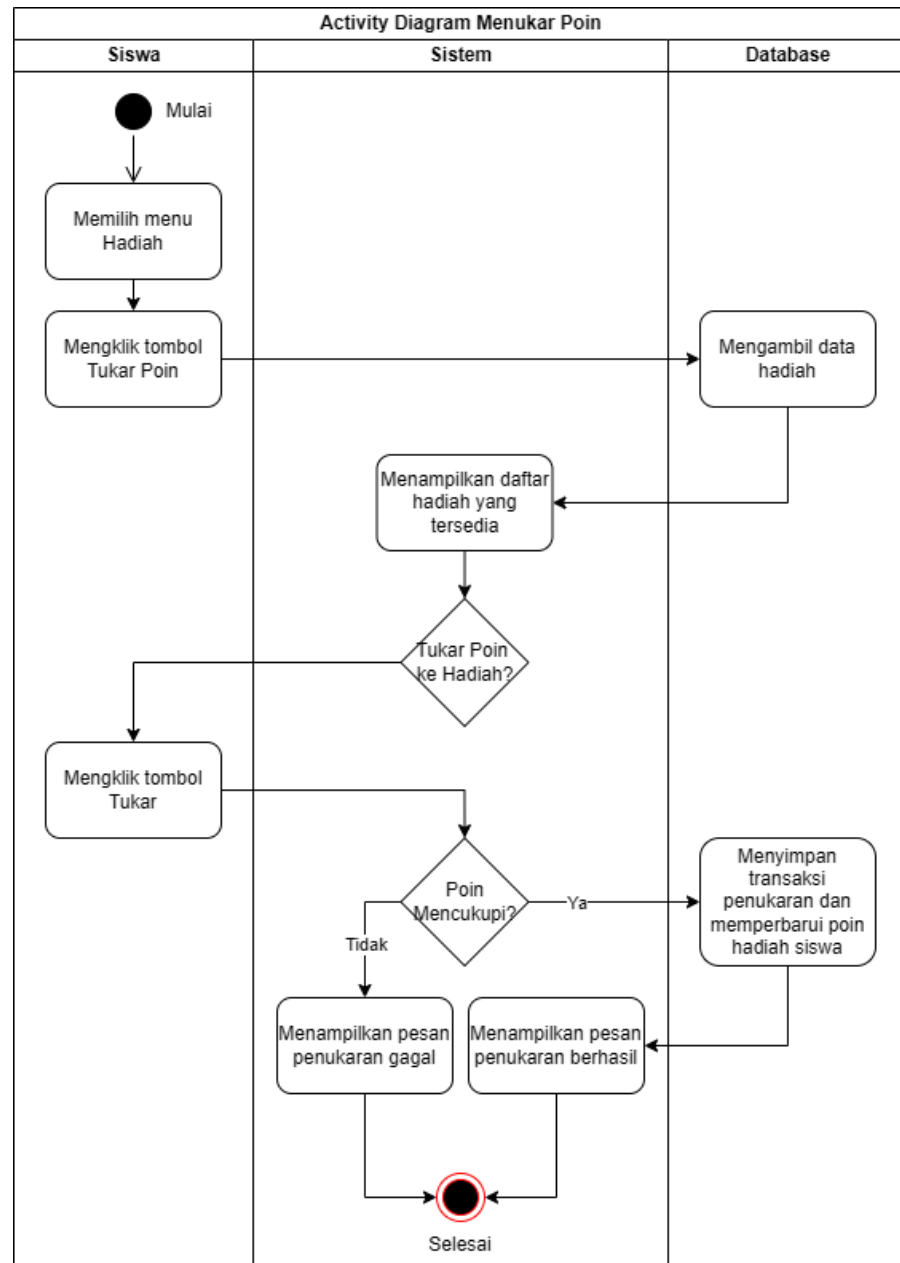 Activity Diagram Menukar Poin
Siswa
Sistem
Database
Mulai
Memilih menu
Hadiah
Mengklik tombol
Tukar Poin
Mengambil data
hadiah
Menampilkan daftar
hadiah yang
tersedia
Tukar Poin
ke Hadiah?
Mengklik tombol
Tukar
Poin
Mencukupi?
Ya
Menyimpan
transaksi
penukaran dan
memperbarui poin
hadiah siswa
Tidak
Menampilkan pesan
penukaran gagal
Menampilkan pesan
penukaran berhasil
Selesai